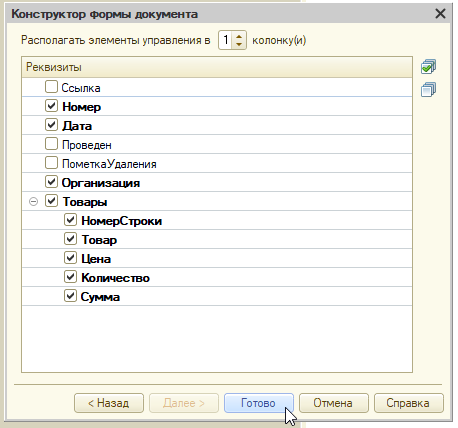 Конструктор формы документа
Располагать элементы управления в 1 колонку(и)
Реквизиты
Ссылка
Номер
Дата
Проведен
ПометкаУдаления
Организация
Товары
НомерСтроки
Товар
Цена
Количество
Сумма
< Назад Далее > Готово Отмена Справка